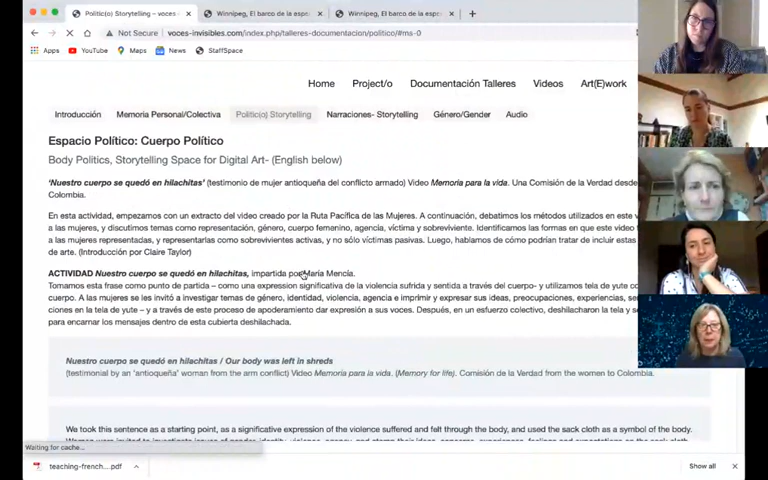 Politic(o) Storytelling – voces-i
Winnipeg, El barco de la espe
Winnipeg, El barco de la espe
Not Secure
voces-invisibles.com/index.php/talleres-documentacion/politico/#ms-0
Apps
YouTube
Maps
News
StaffSpace
Home
Project/o
Documentación Talleres
Videos
Art(E)work
Introducción
Memoria Personal/Colectiva
Politic(o) Storytelling
Narraciones- Storytelling
Género/Gender
Audio
Espacio Político: Cuerpo Político
Body Politics, Storytelling Space for Digital Art- (English below)
'Nuestro cuerpo se quedó en hilachitas' (testimonio de mujer antioqueña del conflicto armado) Video Memoria para la vida. Una Comisión de la Verdad desde
Colombia.
En esta actividad, empezamos con un extracto del video creado por la Ruta Pacífica de las Mujeres. A continuación, debatimos los métodos utilizados en este v
a las mujeres, y discutimos temas como representación, género, cuerpo femenino, agencia, víctima y sobreviviente. Identificamos las formas en que este video
a las mujeres representadas, y representarlas como sobrevivientes activas, y no sólo víctimas pasivas. Luego, hablamos de cómo podrían tratar de incluir estas
de arte. (Introducción por Claire Taylor)
ACTIVIDAD Nuestro cuerpo se quedó en hilachitas, impartida por María Mencía.
Tomamos esta frase como punto de partida – como una expression significativa de la violencia sufrida y sentida a través del cuerpo- y utilizamos tela de yute co
cuerpo. A las mujeres se les invitó a investigar temas de género, identidad, violencia, agencia e imprimir y expresar sus ideas, preocupaciones, experiencias, se
ciones en la tela de yute – y a través de este proceso de apoderamiento dar expresión a sus voces. Después, en un esfuerzo colectivo, deshilacharon la tela y s
para encarnar los mensajes dentro de esta cubierta deshilachada.
Nuestro cuerpo se quedó en hilachitas / Our body was left in shreds
(testimonial by an 'antioqueña' woman from the arm conflict) Video Memoria para la vida. (Memory for life). Comisión de la Verdad from the women to Colombia.
We took this sentence as a starting point, as a significative expression of the violence suffered and felt through the body, and used the sack cloth as a symbol of the body.
Waiting for cache...
teaching-french....pdf
Show all